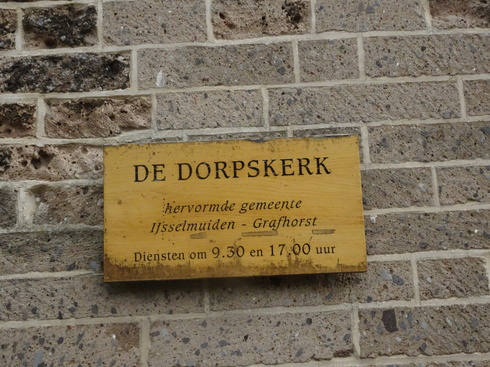 DE DORPSKERK
hervormde gemeente
IJsselmuiden - Grafhorst
Diensten om 9.30 en 17.00 uur